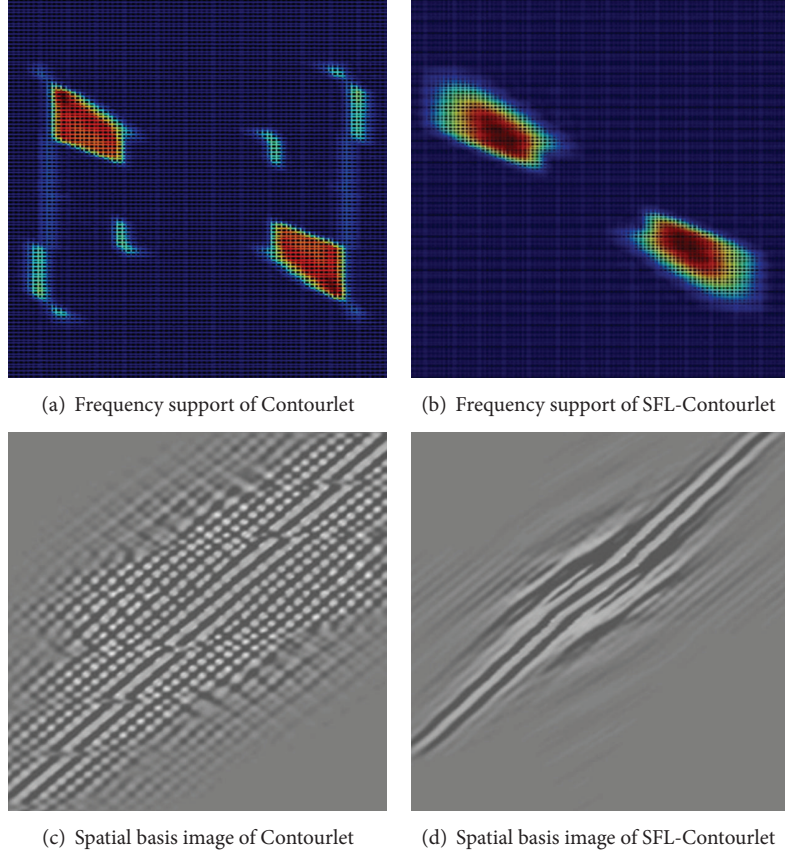 (a) Frequency support of Contourlet
(b) Frequency support of SFL-Contourlet
(c) Spatial basis image of Contourlet
(d) Spatial basis image of SFL-Contourlet